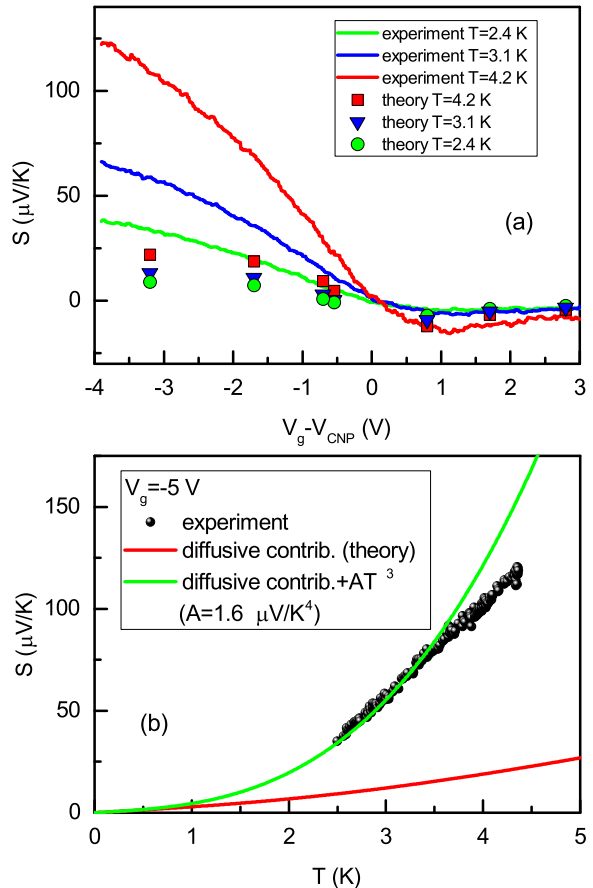 100
50
0
S (μV/K)
experiment T=2.4 K
experiment T=3.1 K
experiment T=4.2 K
theory T=4.2 K
theory T=3.1 K
theory T=2.4 K
(a)
-4 -3 -2 -1 0 1 2 3
V_g-V_CNP (V)
150
100
50
0
S (μV/K)
V_g=-5 V
experiment
diffusive contrib. (theory)
diffusive contrib.+AT ³
(A=1.6 μV/K⁴)
(b)
0 1 2 3 4 5
T (K)